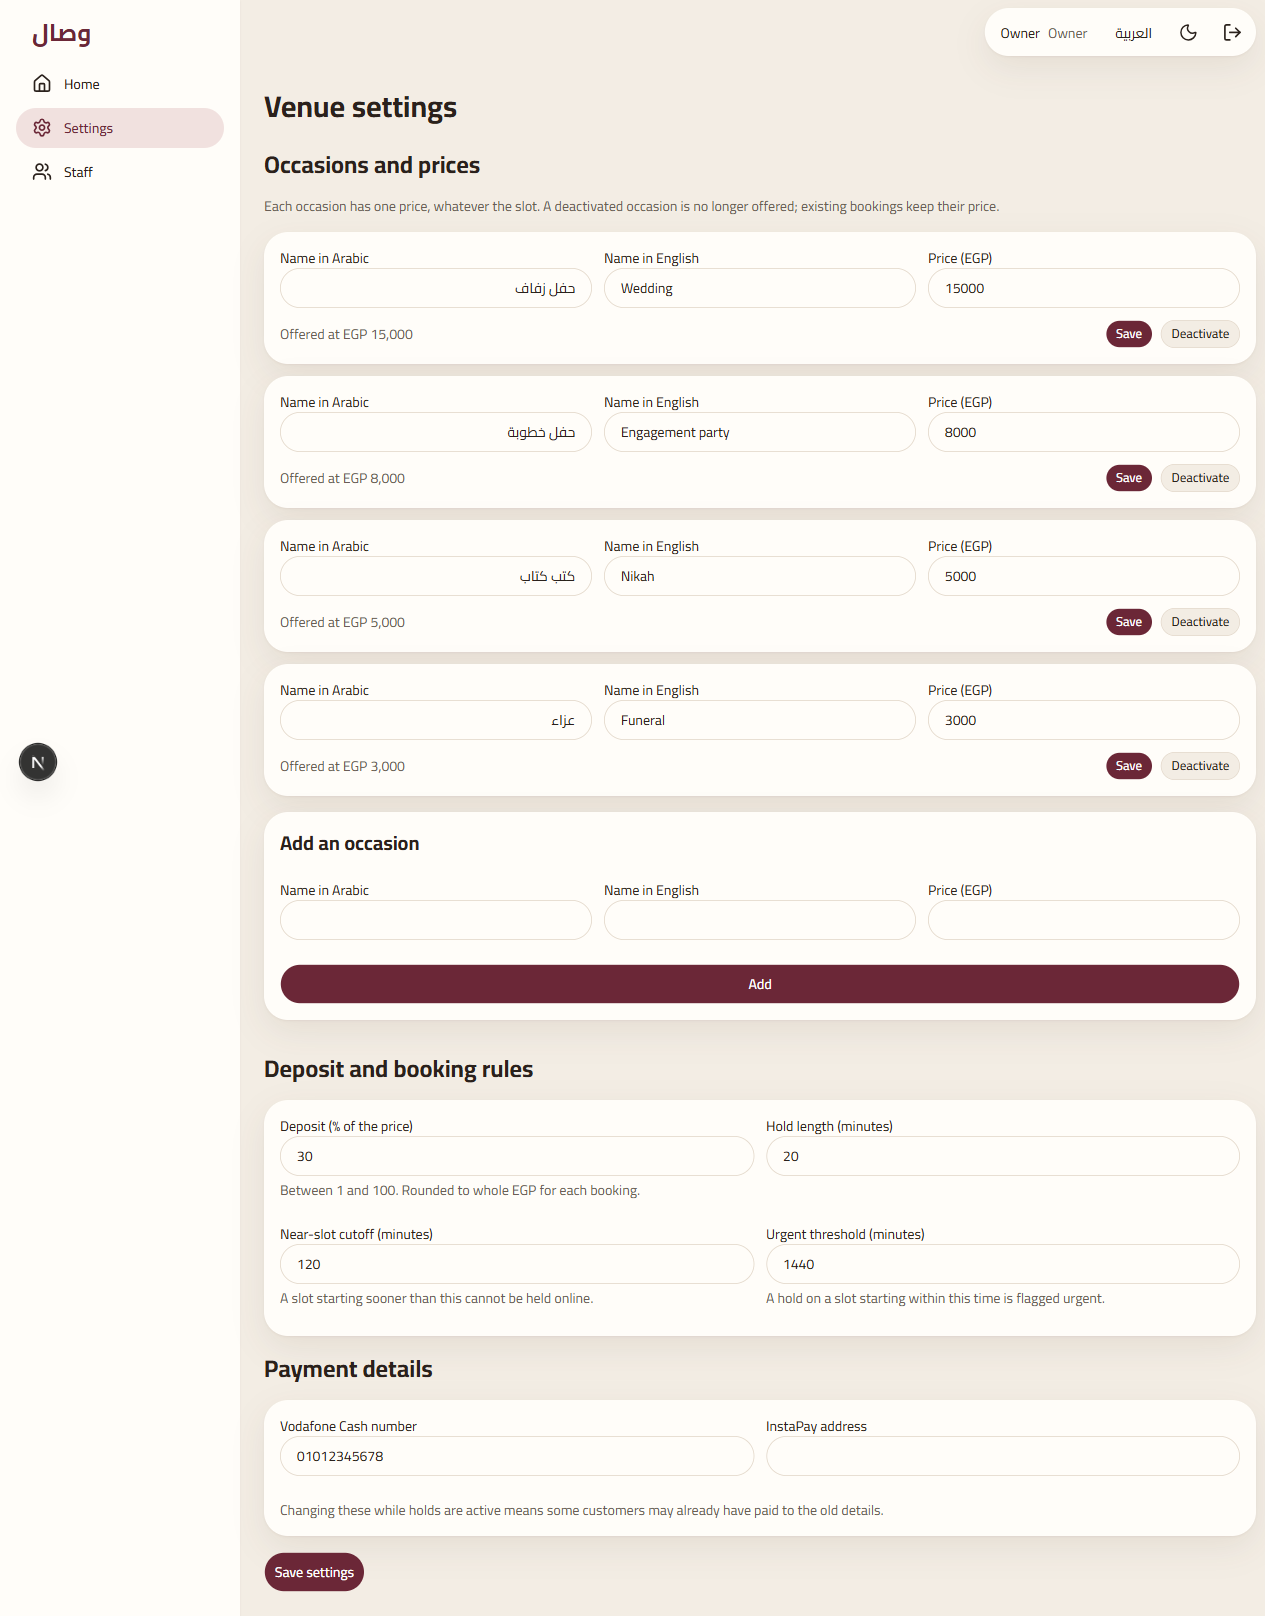 وصال
Home
Settings
Staff
Owner Owner العربية
Venue settings
Occasions and prices
Each occasion has one price, whatever the slot. A deactivated occasion is no longer offered; existing bookings keep their price.
Name in Arabic Name in English Price (EGP)
حفل زفاف Wedding 15000
Offered at EGP 15,000 Save Deactivate
Name in Arabic Name in English Price (EGP)
حفل خطوبة Engagement party 8000
Offered at EGP 8,000 Save Deactivate
Name in Arabic Name in English Price (EGP)
كتب كتاب Nikah 5000
Offered at EGP 5,000 Save Deactivate
Name in Arabic Name in English Price (EGP)
عزاء Funeral 3000
Offered at EGP 3,000 Save Deactivate
N
Add an occasion
Name in Arabic Name in English Price (EGP)
Add
Deposit and booking rules
Deposit (% of the price) Hold length (minutes)
30 20
Between 1 and 100. Rounded to whole EGP for each booking.
Near-slot cutoff (minutes) Urgent threshold (minutes)
120 1440
A slot starting sooner than this cannot be held online. A hold on a slot starting within this time is flagged urgent.
Payment details
Vodafone Cash number InstaPay address
01012345678
Changing these while holds are active means some customers may already have paid to the old details.
Save settings